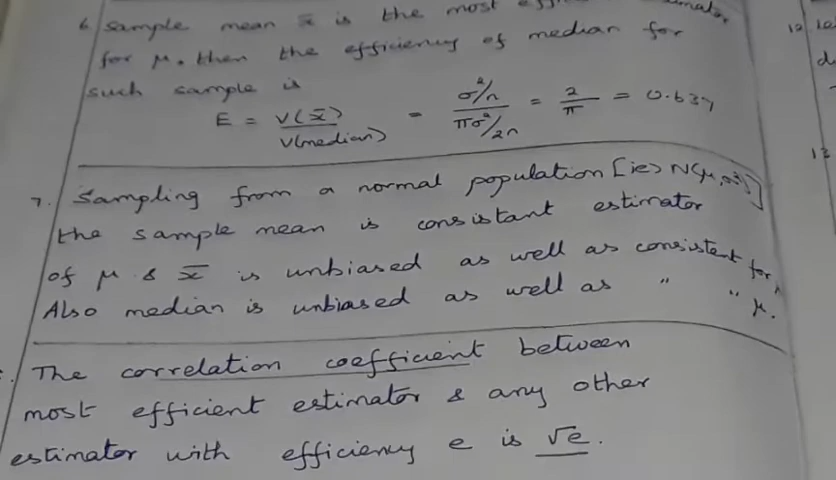 6. Sample mean x̄ is the most
for μ. then the efficiency of median for
such sample is
E = V(x̄) / V(median) = σ²/n / πσ²/2n = 2/π = 0.637
7. Sampling from a normal population [ie> N(μ, σ²)]
the sample mean is consistant estimator
of μ & x̄ is unbiased as well as consistent for μ
Also median is unbiased as well as " " μ.
The correlation coefficient between
most efficient estimator & any other
estimator with efficiency e is √e.
12
13